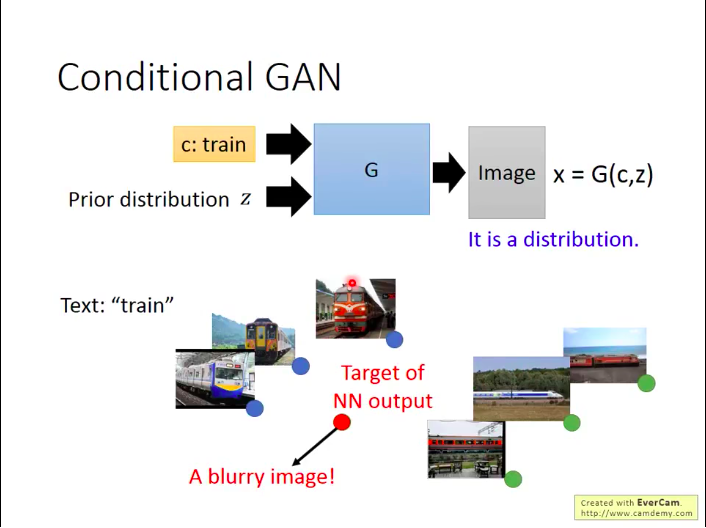 Conditional GAN
c: train
G
Image
x = G(c,z)
Prior distribution z
It is a distribution.
Text: “train”
Target of
NN output
A blurry image!
Created with EverCam.
http://www.camdemy.com